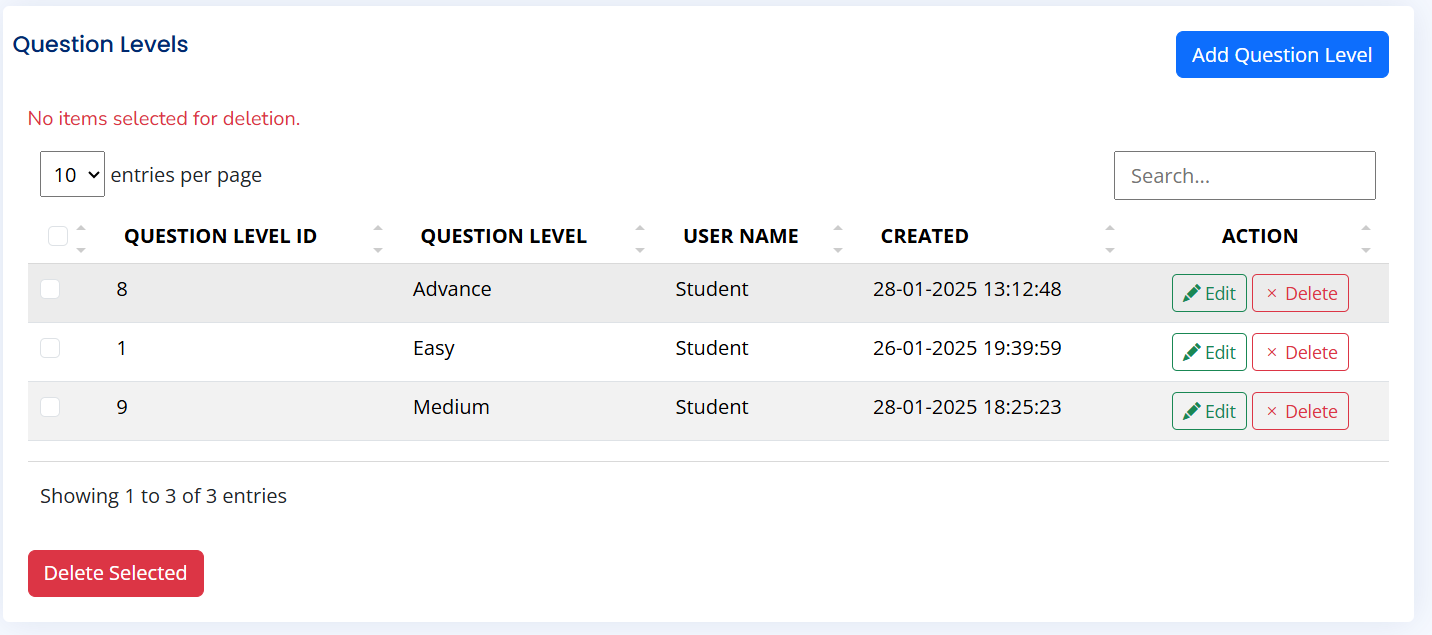 Question Levels
Add Question Level
No items selected for deletion.
10 entries per page
Search...
QUESTION LEVEL ID QUESTION LEVEL USER NAME CREATED ACTION
8 Advance Student 28-01-2025 13:12:48 Edit × Delete
1 Easy Student 26-01-2025 19:39:59 Edit × Delete
9 Medium Student 28-01-2025 18:25:23 Edit × Delete
Showing 1 to 3 of 3 entries
Delete Selected